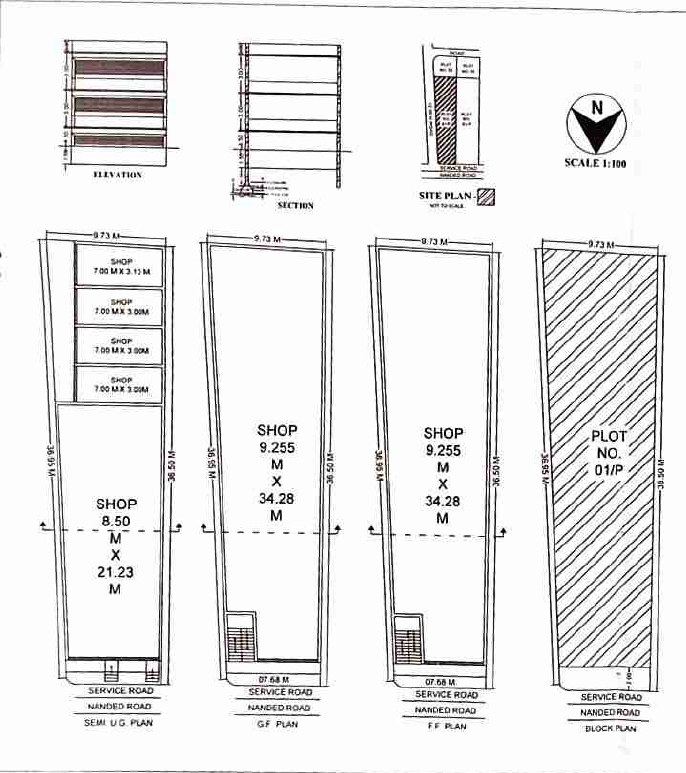 ELEVATION
SECTION
ROAD
SERVICE ROAD
NANDED ROAD
SITE PLAN -
NOT TO SCALE
N
SCALE 1:100
9.73 M
SHOP
7.00 M X 3.13 M
SHOP
7.00 M X 3.00M
SHOP
7.00 M X 3.00M
SHOP
7.00 M X 3.00M
36.95 M
36.50 M
SHOP
8.50
M
X
21.23
M
SERVICE ROAD
NANDED ROAD
SEMI U.G. PLAN
9.73 M
36.95 M
36.50 M
SHOP
9.255
M
X
34.28
M
07.68 M
SERVICE ROAD
NANDED ROAD
G.F PLAN
9.73 M
36.95 M
36.50 M
SHOP
9.255
M
X
34.28
M
07.68 M
SERVICE ROAD
NANDED ROAD
F.F. PLAN
9.73 M
36.95 M
36.50 M
PLOT
NO.
01/P
SERVICE ROAD
NANDED ROAD
BLOCK PLAN